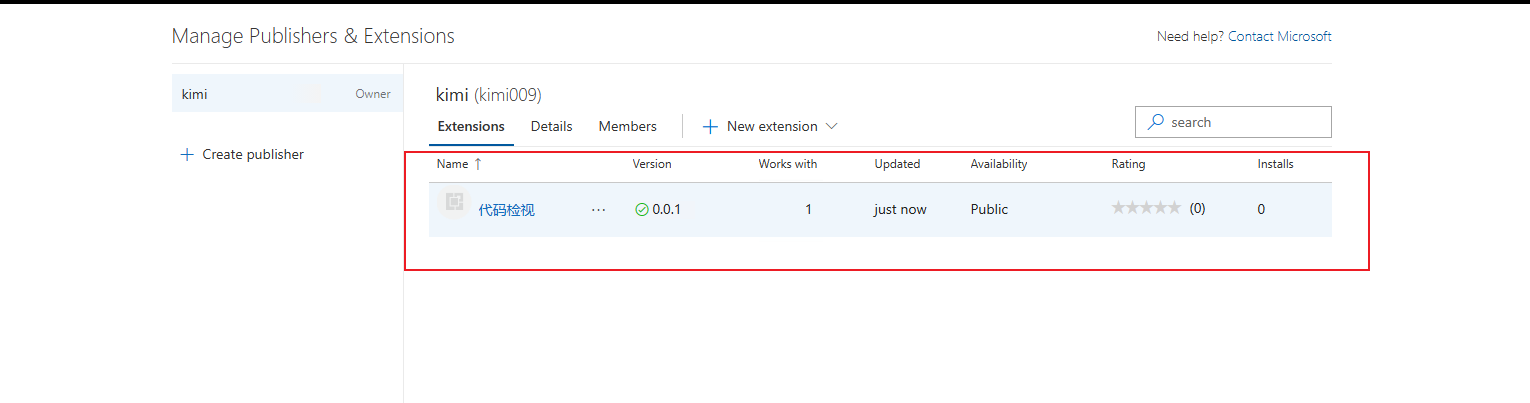 Manage Publishers & Extensions
Need help? Contact Microsoft
kimi Owner
Create publisher
kimi (kimi009)
Extensions Details Members New extension
search
Name ↑ Version Works with Updated Availability Rating Installs
代码检视 ··· 0.0.1 1 just now Public ★★★★★ (0) 0